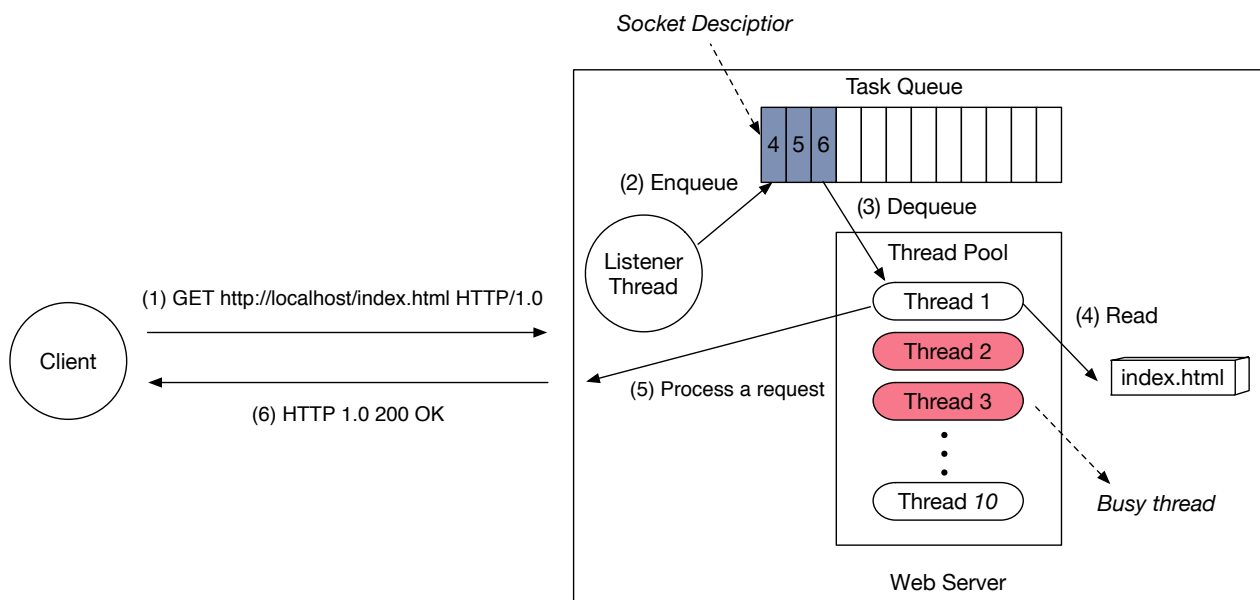 Socket Desciptior
Task Queue
4 5 6
(2) Enqueue
(3) Dequeue
Listener
Thread
Thread Pool
(1) GET http://localhost/index.html HTTP/1.0
Thread 1
(4) Read
Client
Thread 2
index.html
(5) Process a request
Thread 3
(6) HTTP 1.0 200 OK
Thread 10
Busy thread
Web Server